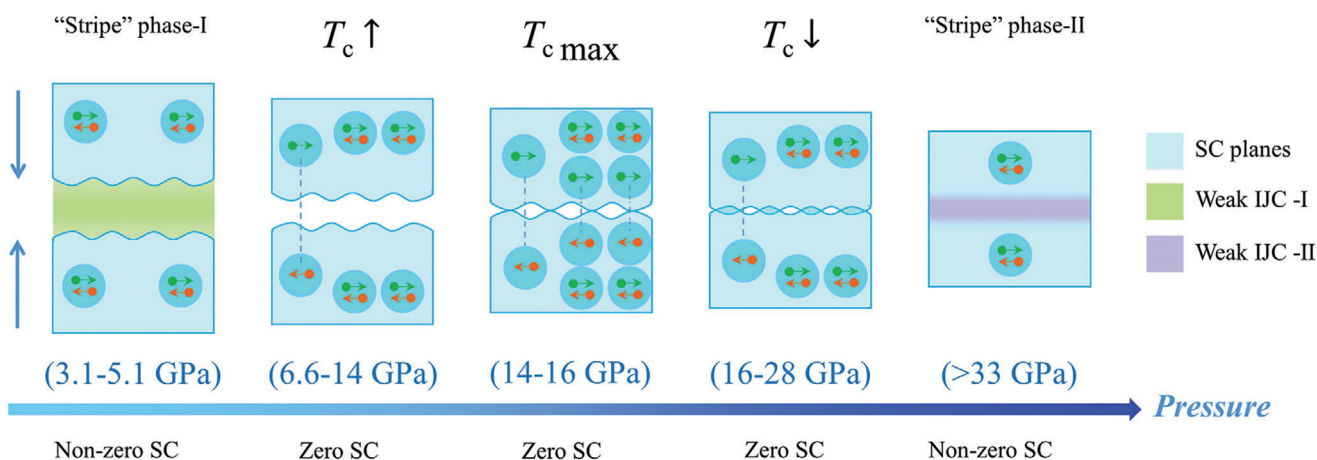 “Stripe” phase-I
Tc ↑
Tc max
Tc ↓
“Stripe” phase-II
SC planes
Weak IJC -I
Weak IJC -II
(3.1-5.1 GPa)
(6.6-14 GPa)
(14-16 GPa)
(16-28 GPa)
(>33 GPa)
Pressure
Non-zero SC
Zero SC
Zero SC
Zero SC
Non-zero SC